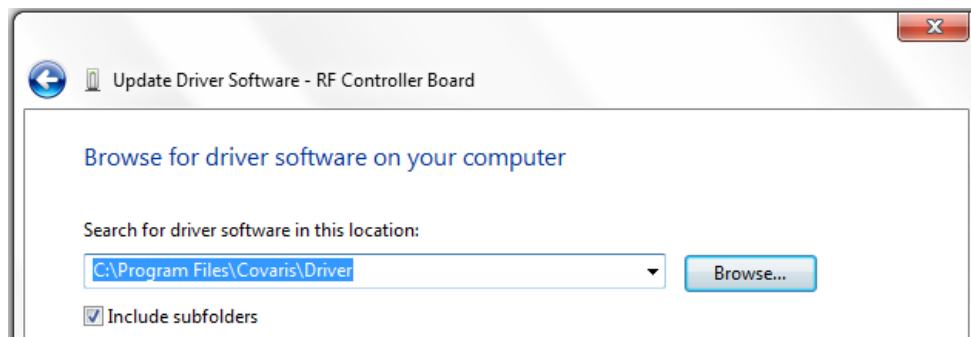 Update Driver Software - RF Controller Board
Browse for driver software on your computer
Search for driver software in this location:
C:\Program Files\Covaris\Driver
Browse...
Include subfolders